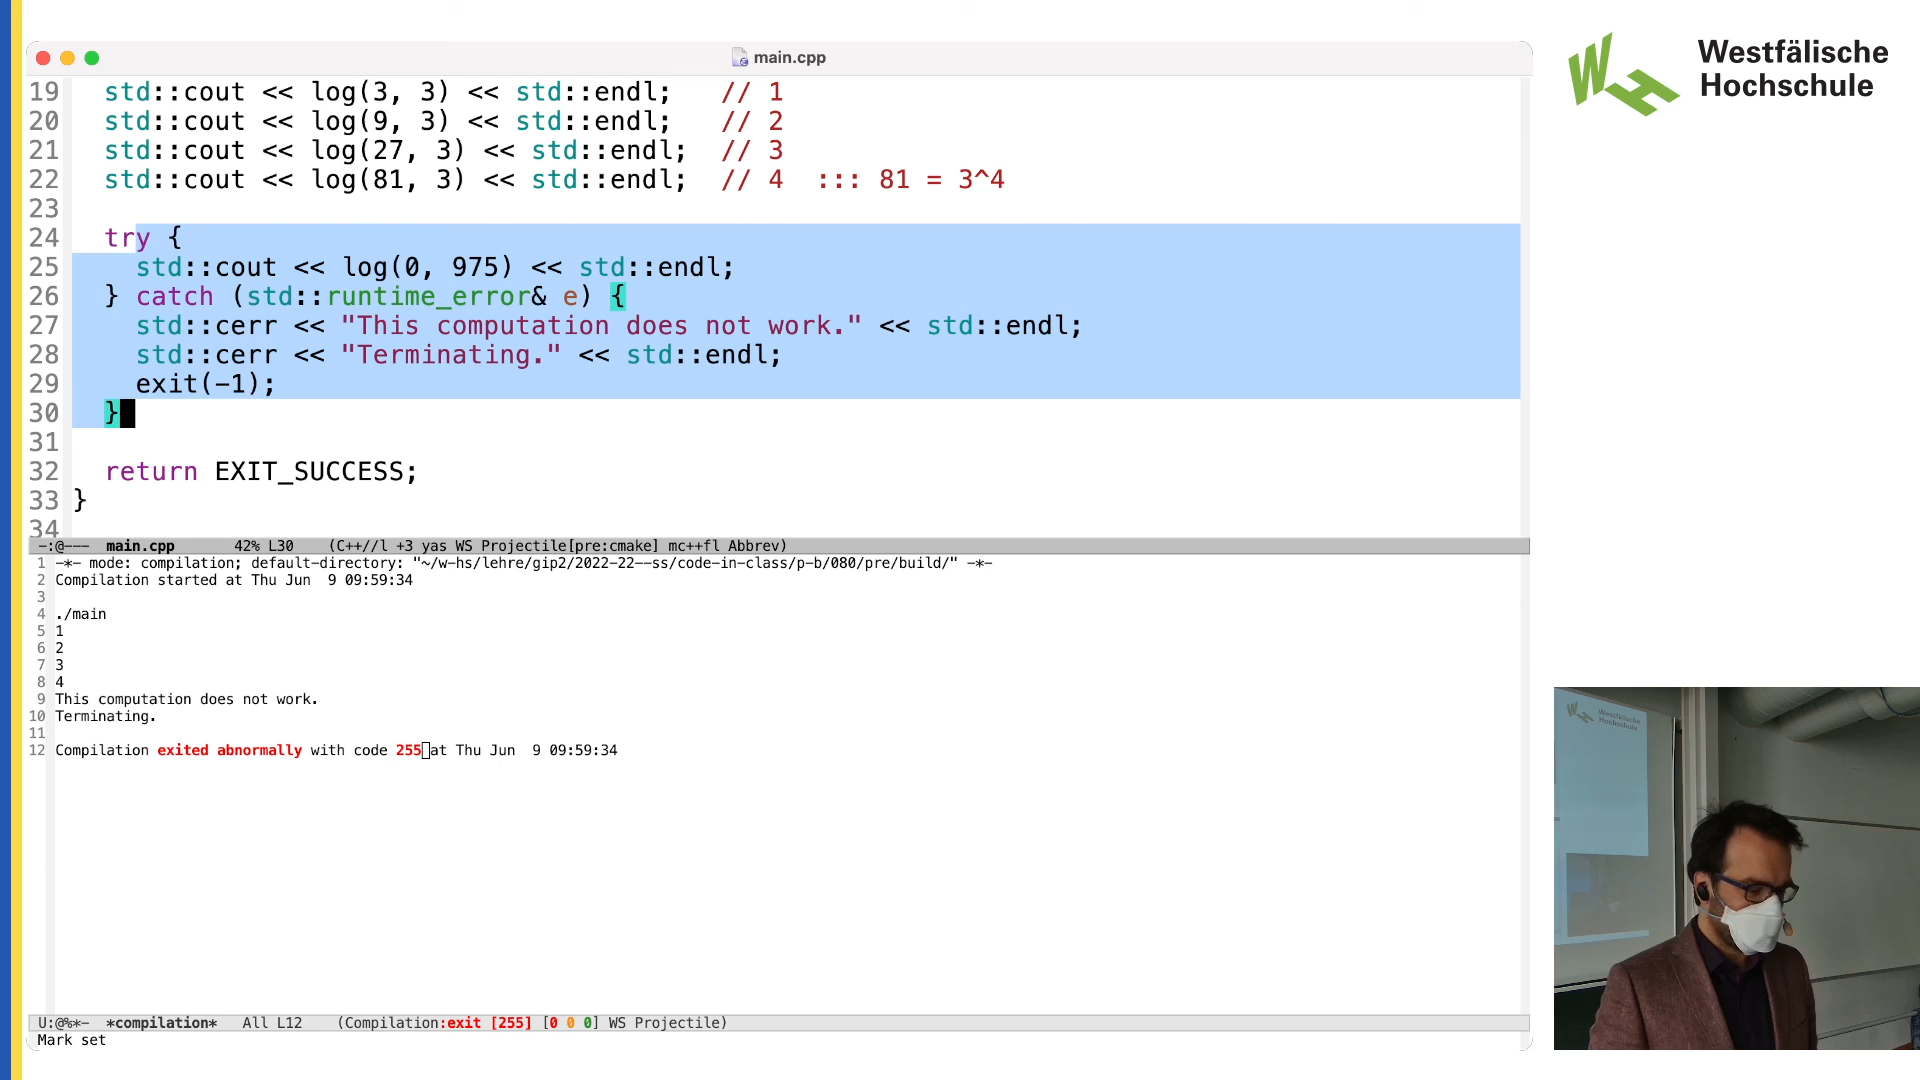 main.cpp
19 std::cout << log(3, 3) << std::endl; // 1
20 std::cout << log(9, 3) << std::endl; // 2
21 std::cout << log(27, 3) << std::endl; // 3
22 std::cout << log(81, 3) << std::endl; // 4 ::: 81 = 3^4
23
24 try {
25 std::cout << log(0, 975) << std::endl;
26 } catch (std::runtime_error& e) {
27 std::cerr << "This computation does not work." << std::endl;
28 std::cerr << "Terminating." << std::endl;
29 exit(-1);
30 }
31
32 return EXIT_SUCCESS;
33 }
34
-:@--- main.cpp 42% L30 (C++//l +3 yas WS Projectile[pre:cmake] mc++fl Abbrev)
1 -*- mode: compilation; default-directory: "~/w-hs/lehre/gip2/2022-22--ss/code-in-class/p-b/080/pre/build/" -*-
2 Compilation started at Thu Jun 9 09:59:34
3
4 ./main
5 1
6 2
7 3
8 4
9 This computation does not work.
10 Terminating.
11
12 Compilation exited abnormally with code 255 at Thu Jun 9 09:59:34
U:@%*- *compilation* All L12 (Compilation:exit [255] [0 0 0] WS Projectile)
Mark set
Westfälische
Hochschule
Westfälische
Hochschule